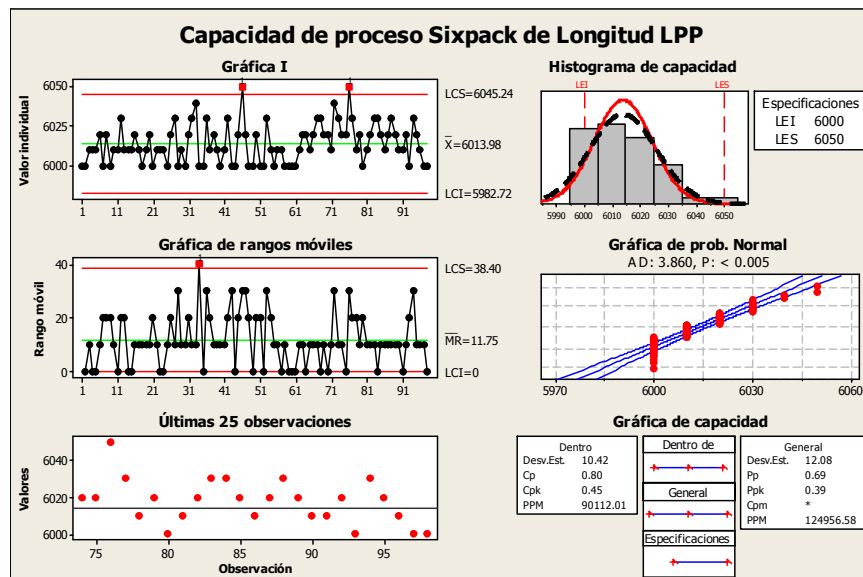 Capacidad de proceso Sixpack de Longitud LPP
Gráfica I
Valor individual
6050
6025
6000
1 11 21 31 41 51 61 71 81 91
1
1
LCS=6045.24
X=6013.98
LCI=5982.72
Histograma de capacidad
LEI
LES
5990 6000 6010 6020 6030 6040 6050
Especificaciones
LEI 6000
LES 6050
Gráfica de rangos móviles
Rango móvil
40
20
0
1 11 21 31 41 51 61 71 81 91
1
LCS=38.40
MR=11.75
LCI=0
Gráfica de prob. Normal
AD: 3.860, P: < 0.005
5970 6000 6030 6060
Últimas 25 observaciones
Valores
6040
6020
6000
75 80 85 90 95
Observación
Gráfica de capacidad
Dentro
Desv.Est. 10.42
Cp 0.80
Cpk 0.45
PPM 90112.01
Dentro de
General
Especificaciones
General
Desv.Est. 12.08
Pp 0.69
Ppk 0.39
Cpm *
PPM 124956.58